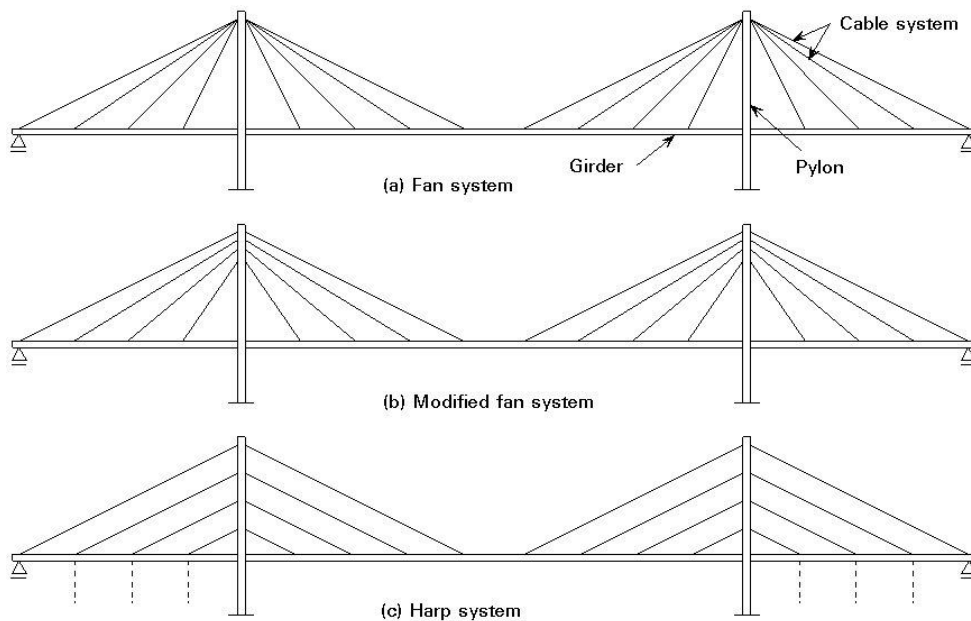 Cable system
Girder
Pylon
(a) Fan system
(b) Modified fan system
(c) Harp system